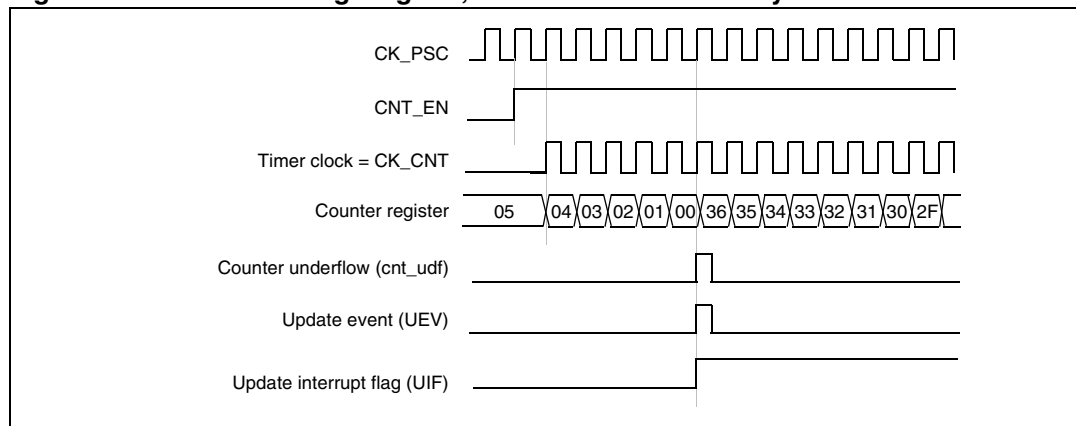 CK_PSC
CNT_EN
Timer clock = CK_CNT
Counter register 05 04 03 02 01 00 36 35 34 33 32 31 30 2F
Counter underflow (cnt_udf)
Update event (UEV)
Update interrupt flag (UIF)